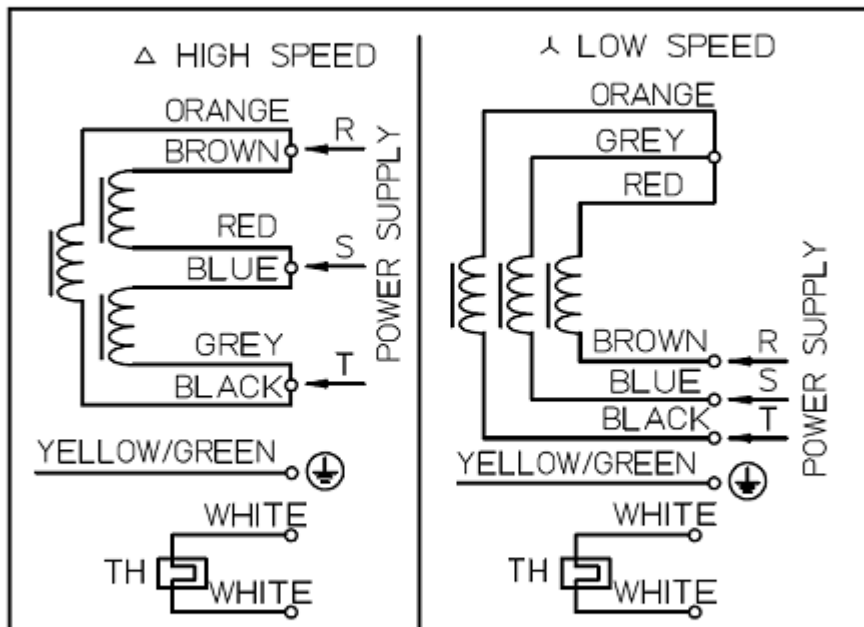 △ HIGH SPEED
ORANGE
R
BROWN
RED
S
BLUE
GREY
T
BLACK
POWER SUPPLY
YELLOW/GREEN
WHITE
TH
WHITE
⅄ LOW SPEED
ORANGE
GREY
RED
BROWN
R
BLUE
S
BLACK
T
POWER SUPPLY
YELLOW/GREEN
WHITE
TH
WHITE